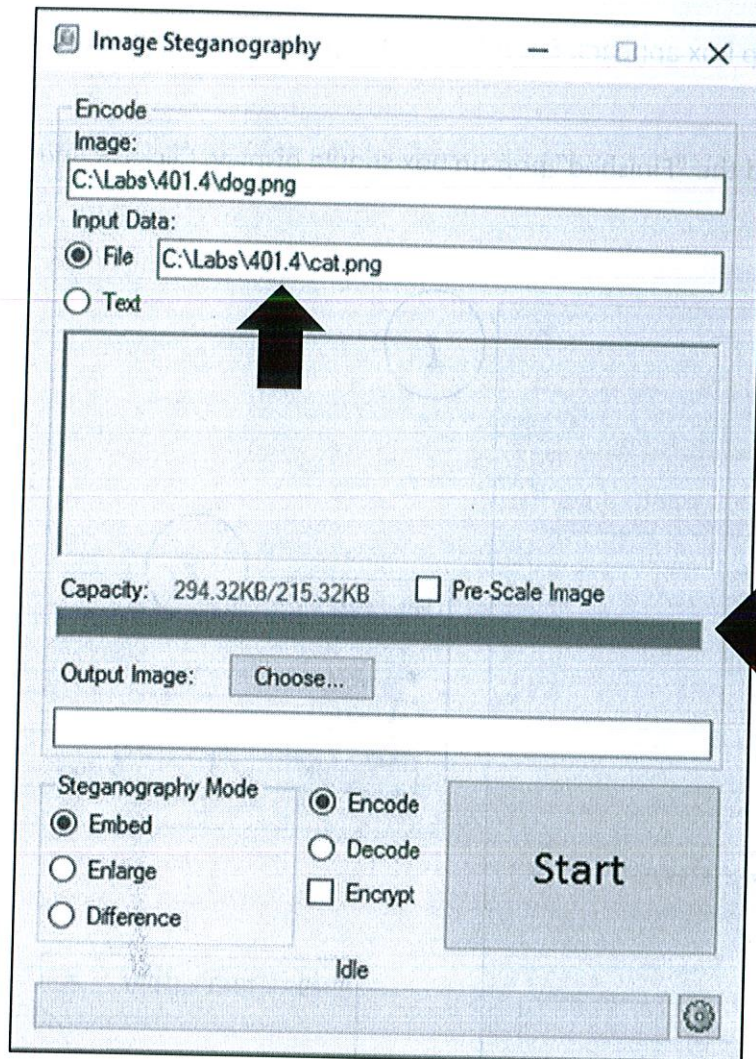 Image Steganography
Encode
Image:
C:\Labs\401.4\dog.png
Input Data:
File C:\Labs\401.4\cat.png
Text
Capacity: 294.32KB/215.32KB Pre-Scale Image
Output Image: Choose...
Steganography Mode
Embed
Enlarge
Difference
Encode
Decode
Encrypt
Start
Idle